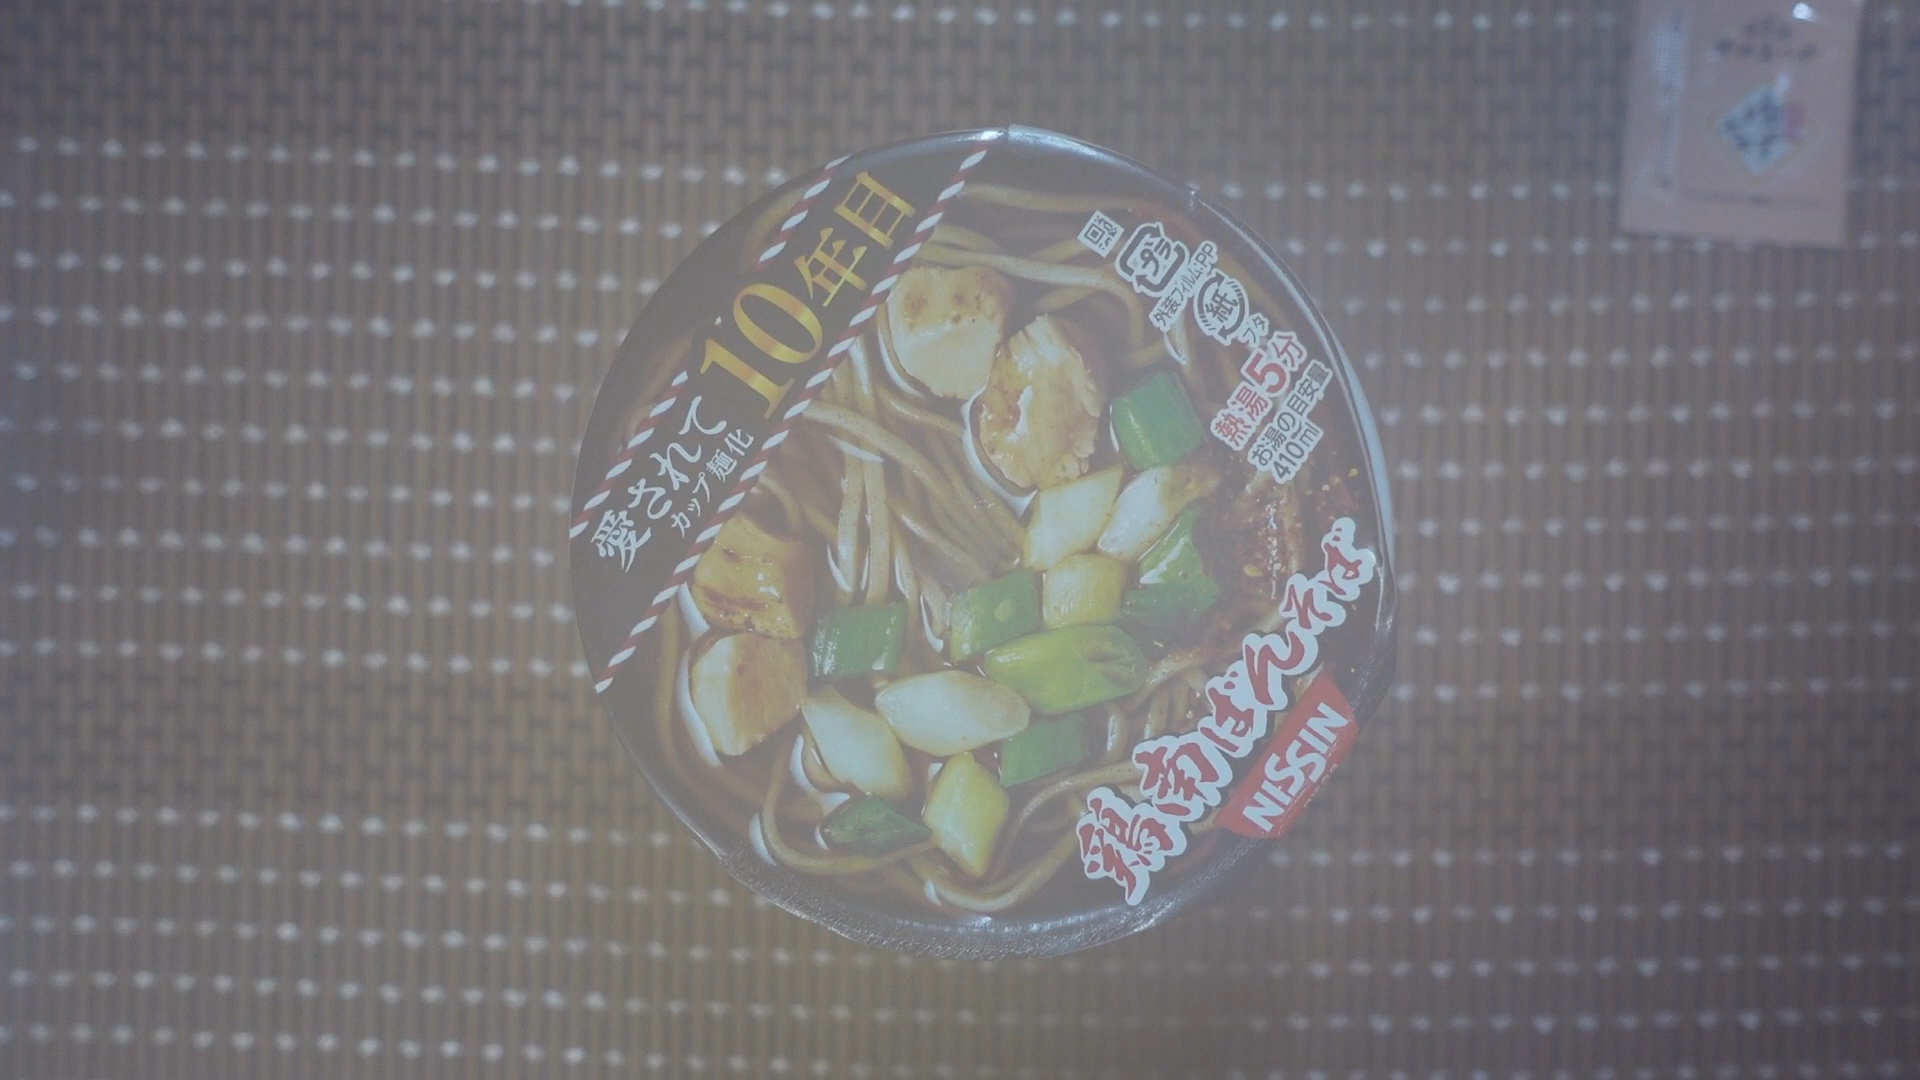 愛されて
10年目
カップ麺化
プラ
外装フィルム:PP
紙
フタ
熱湯5分
お湯の目安量
410ml
鶏南ばんそば
NISSIN